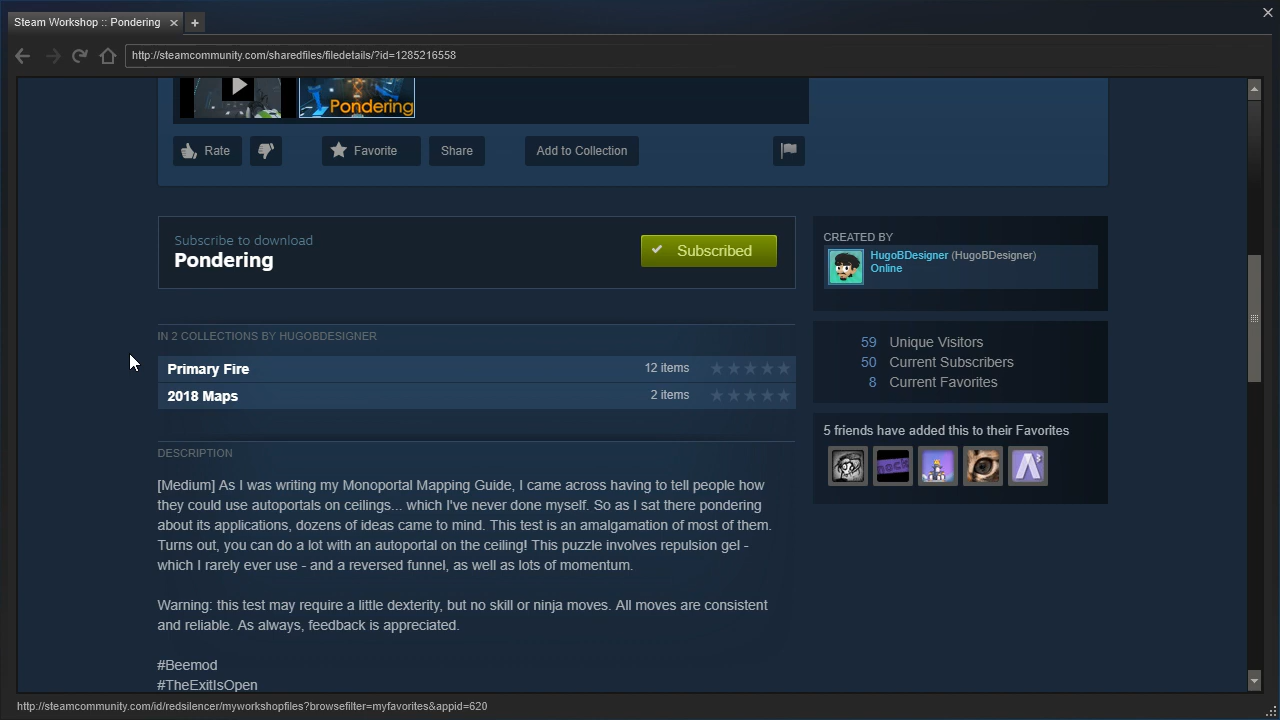 Steam Workshop :: Pondering
http://steamcommunity.com/sharedfiles/filedetails/?id=1285216558
Pondering
Rate
Favorite
Share
Add to Collection
Subscribe to download
Pondering
Subscribed
IN 2 COLLECTIONS BY HUGOBDESIGNER
Primary Fire 12 items
2018 Maps 2 items
DESCRIPTION
[Medium] As I was writing my Monoportal Mapping Guide, I came across having to tell people how
they could use autoportals on ceilings... which I've never done myself. So as I sat there pondering
about its applications, dozens of ideas came to mind. This test is an amalgamation of most of them.
Turns out, you can do a lot with an autoportal on the ceiling! This puzzle involves repulsion gel -
which I rarely ever use - and a reversed funnel, as well as lots of momentum.
Warning: this test may require a little dexterity, but no skill or ninja moves. All moves are consistent
and reliable. As always, feedback is appreciated.
#Beemod
#TheExitIsOpen
CREATED BY
HugoBDesigner (HugoBDesigner)
Online
59 Unique Visitors
50 Current Subscribers
8 Current Favorites
5 friends have added this to their Favorites
http://steamcommunity.com/id/redsilencer/myworkshopfiles?browsefilter=myfavorites&appid=620